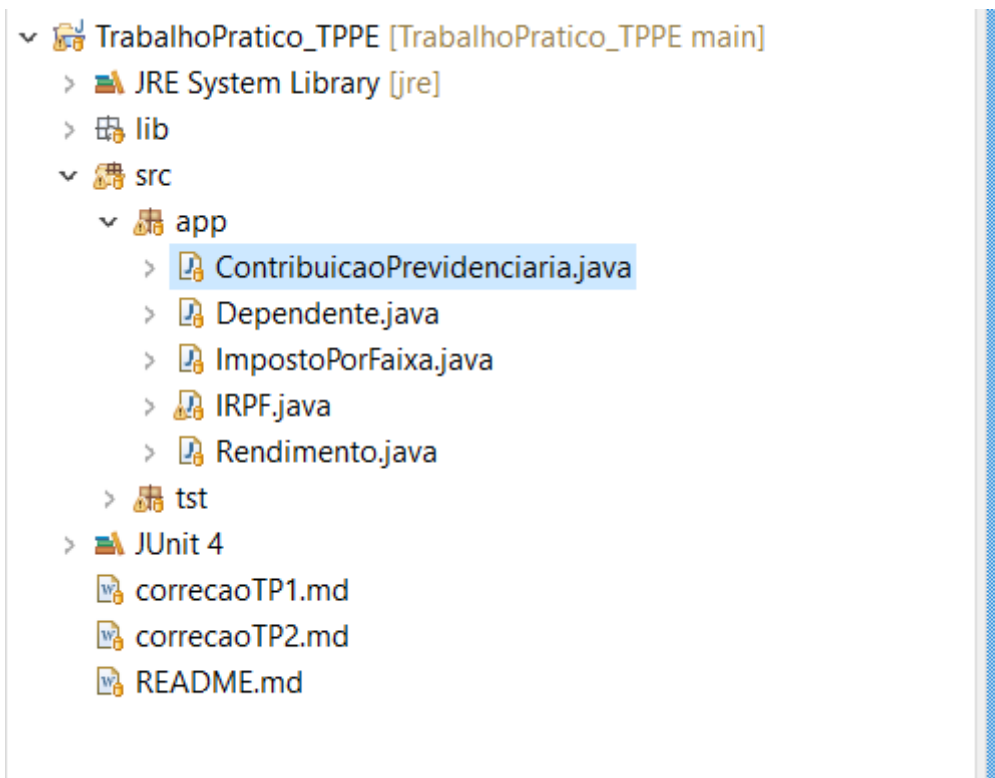 TrabalhoPratico_TPPE [TrabalhoPratico_TPPE main]
JRE System Library [jre]
lib
src
app
ContribuicaoPrevidenciaria.java
Dependente.java
ImpostoPorFaixa.java
IRPF.java
Rendimento.java
tst
JUnit 4
correcaoTP1.md
correcaoTP2.md
README.md